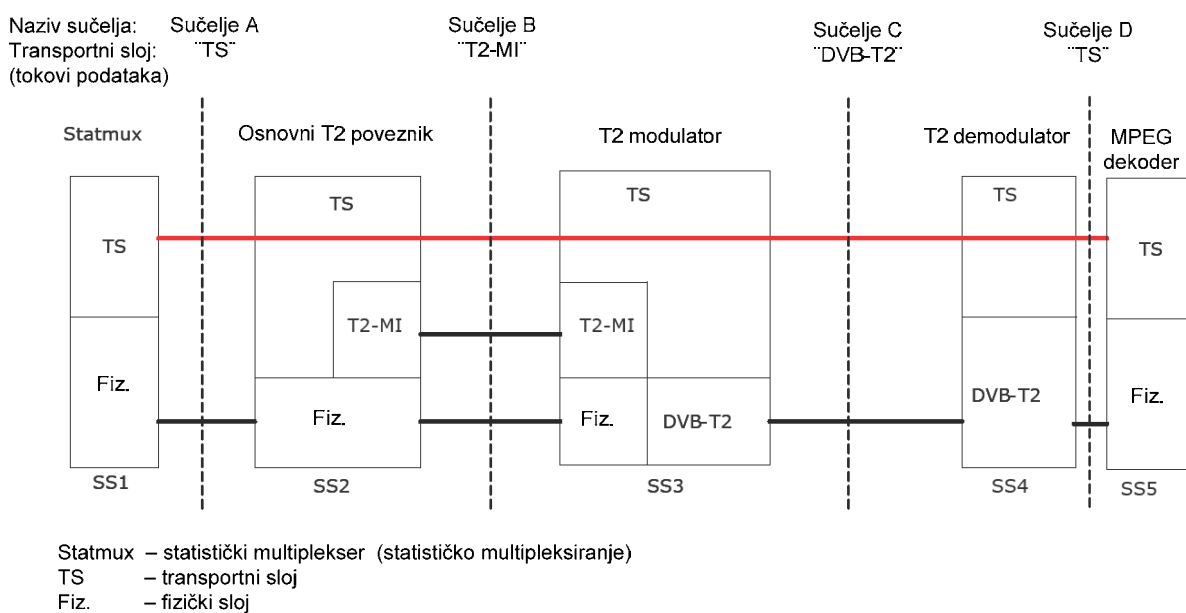 Naziv sučelja:
Transportni sloj:
(tokovi podataka)
Sučelje A
¨TS¨
Sučelje B
¨T2-MI¨
Sučelje C
¨DVB-T2¨
Sučelje D
¨TS¨
Statmux
Osnovni T2 poveznik
T2 modulator
T2 demodulator
MPEG
dekoder
TS
TS
TS
TS
TS
T2-MI
T2-MI
Fiz.
Fiz.
Fiz.
DVB-T2
DVB-T2
Fiz.
SS1
SS2
SS3
SS4
SS5
Statmux – statistički multiplekser (statističko multipleksiranje)
TS – transportni sloj
Fiz. – fizički sloj